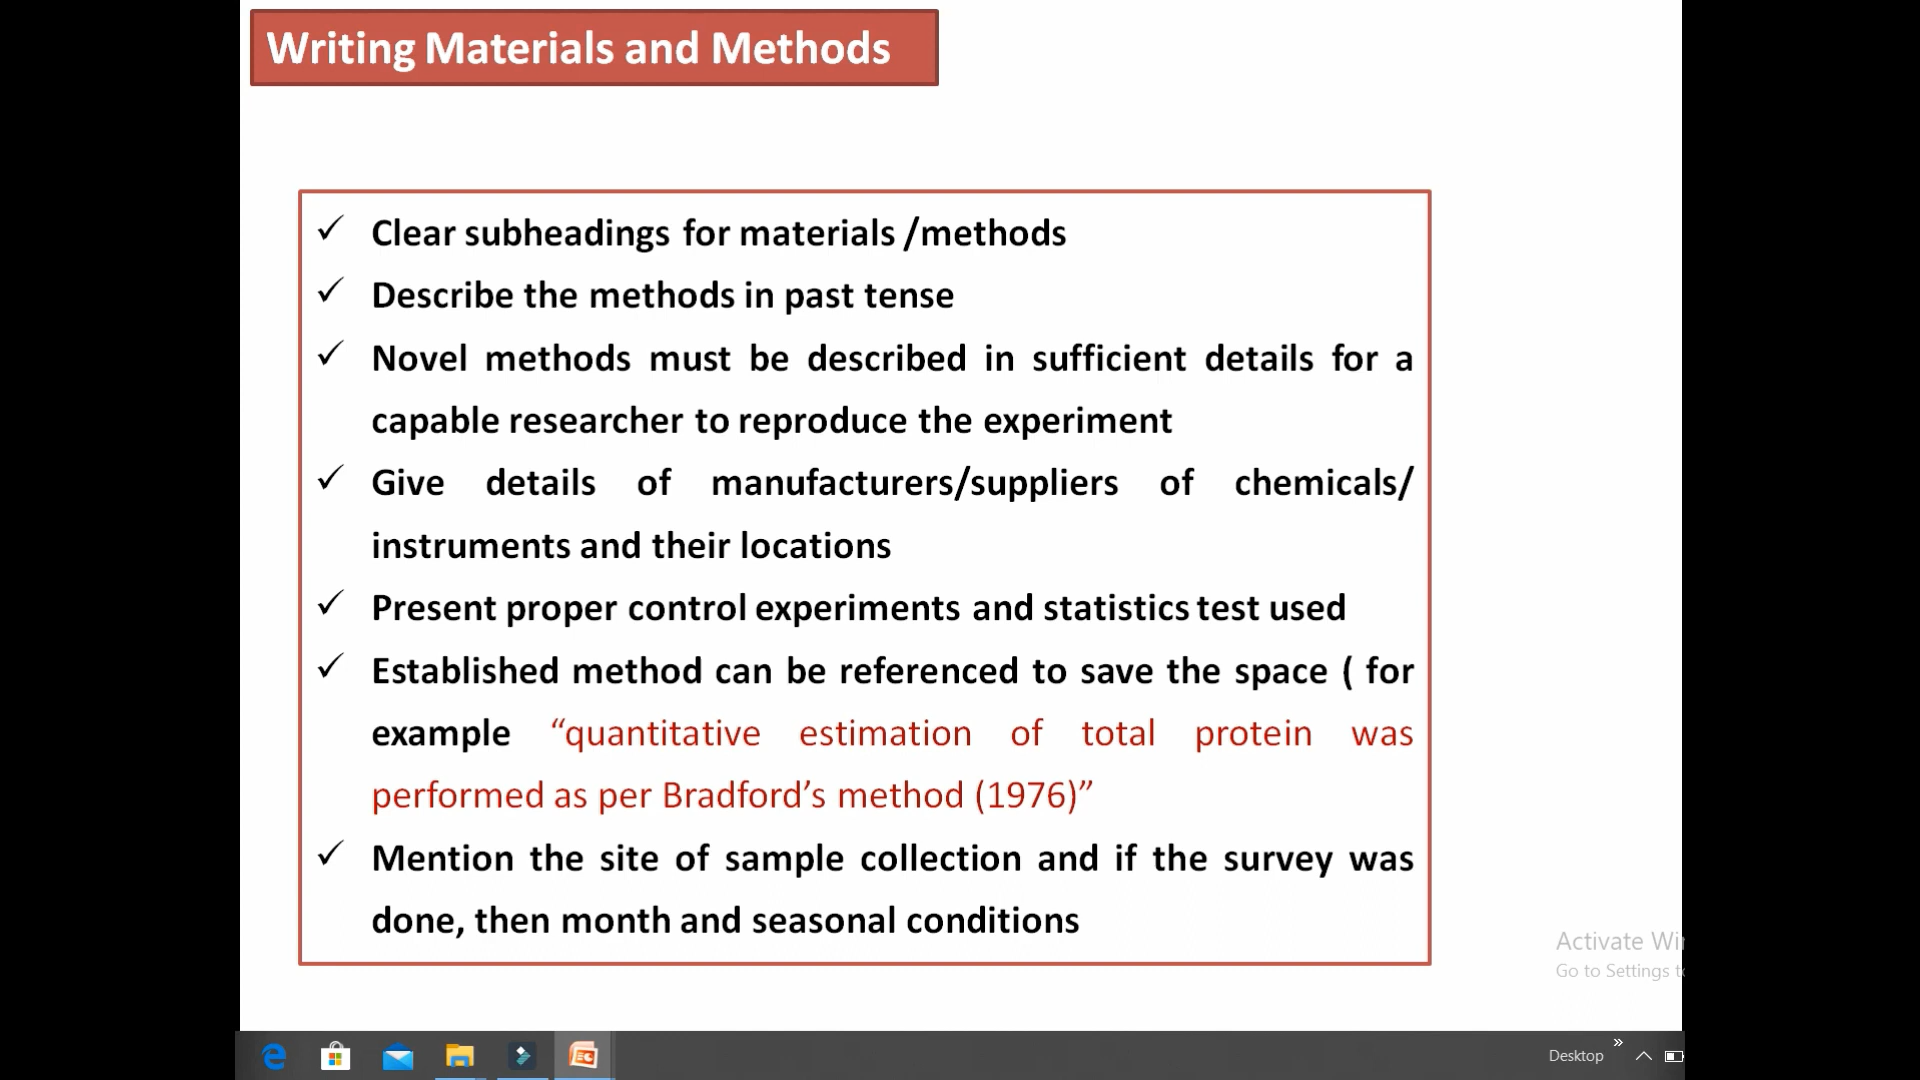 Writing Materials and Methods
✓ Clear subheadings for materials /methods
✓ Describe the methods in past tense
✓ Novel methods must be described in sufficient details for a
capable researcher to reproduce the experiment
✓ Give details of manufacturers/suppliers of chemicals/
instruments and their locations
✓ Present proper control experiments and statistics test used
✓ Established method can be referenced to save the space ( for
example “quantitative estimation of total protein was
performed as per Bradford’s method (1976)”
✓ Mention the site of sample collection and if the survey was
done, then month and seasonal conditions
Activate
Go to Settings
Desktop